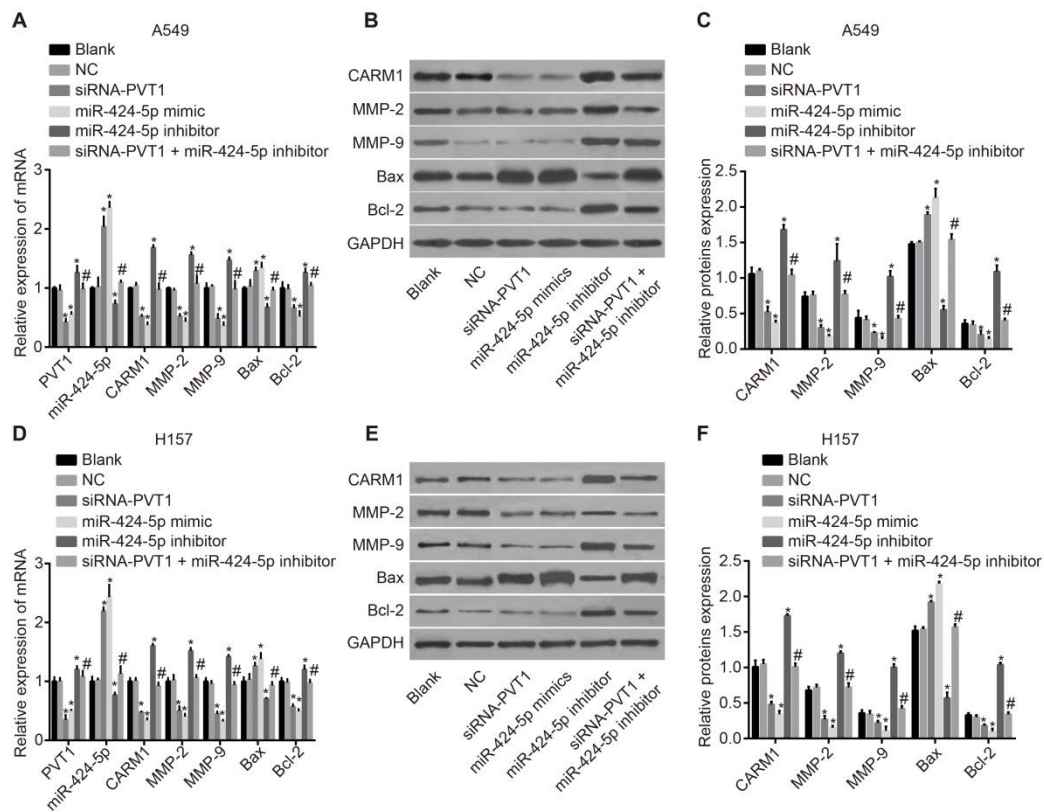 A
A549
Blank
NC
siRNA-PVT1
miR-424-5p mimic
miR-424-5p inhibitor
siRNA-PVT1 + miR-424-5p inhibitor
Relative expression of mRNA
3
2
1
0
PVT1
miR-424-5p
CARM1
MMP-2
MMP-9
Bax
Bcl-2
* * * * * # * * * * # * * * # * * * # * * * # * * * # * * * #
B
CARM1
MMP-2
MMP-9
Bax
Bcl-2
GAPDH
Blank
NC
siRNA-PVT1
miR-424-5p mimics
miR-424-5p inhibitor
siRNA-PVT1 +
miR-424-5p inhibitor
C
A549
Blank
NC
siRNA-PVT1
miR-424-5p mimic
miR-424-5p inhibitor
siRNA-PVT1 + miR-424-5p inhibitor
Relative proteins expression
2.5
2.0
1.5
1.0
0.5
0.0
CARM1
MMP-2
MMP-9
Bax
Bcl-2
D
H157
Blank
NC
siRNA-PVT1
miR-424-5p mimic
miR-424-5p inhibitor
siRNA-PVT1 + miR-424-5p inhibitor
Relative expression of mRNA
3
2
1
0
PVT1
miR-424-5p
CARM1
MMP-2
MMP-9
Bax
Bcl-2
E
CARM1
MMP-2
MMP-9
Bax
Bcl-2
GAPDH
Blank
NC
siRNA-PVT1
miR-424-5p mimics
miR-424-5p inhibitor
siRNA-PVT1 +
miR-424-5p inhibitor
F
H157
Blank
NC
siRNA-PVT1
miR-424-5p mimic
miR-424-5p inhibitor
siRNA-PVT1 + miR-424-5p inhibitor
Relative proteins expression
2.5
2.0
1.5
1.0
0.5
0.0
CARM1
MMP-2
MMP-9
Bax
Bcl-2